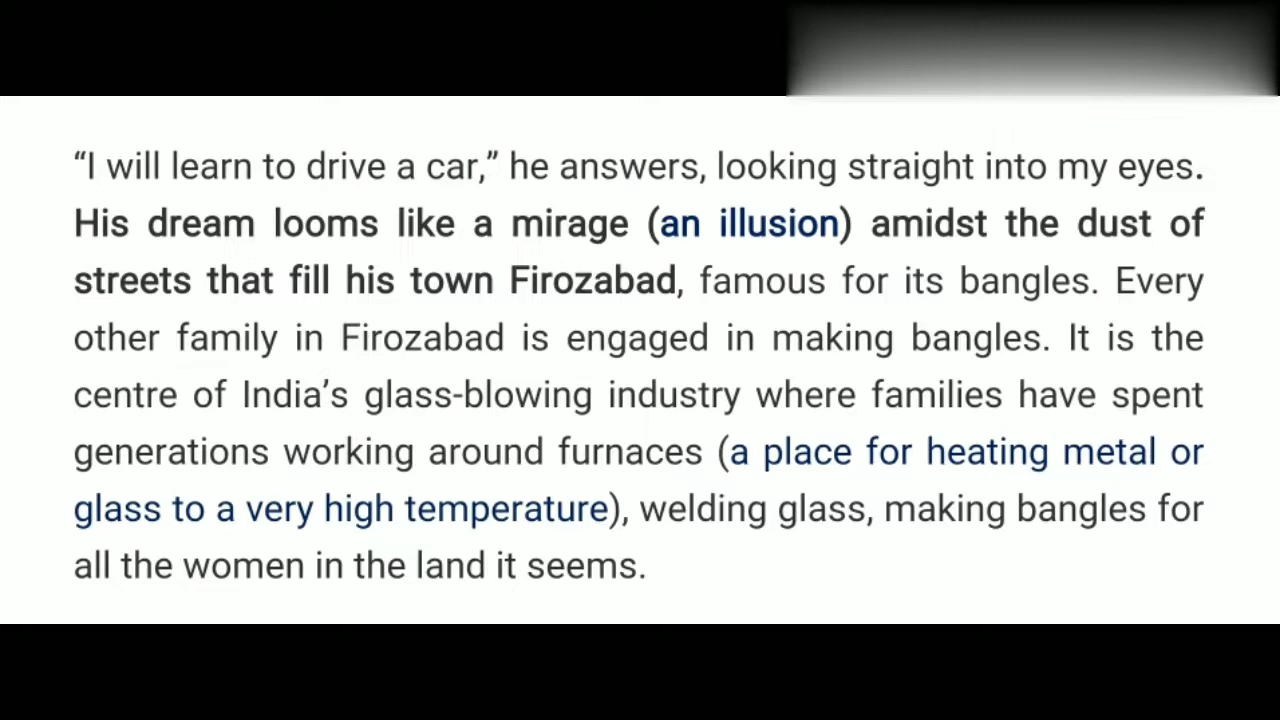 “I will learn to drive a car,” he answers, looking straight into my eyes.
His dream looms like a mirage (an illusion) amidst the dust of
streets that fill his town Firozabad, famous for its bangles. Every
other family in Firozabad is engaged in making bangles. It is the
centre of India’s glass-blowing industry where families have spent
generations working around furnaces (a place for heating metal or
glass to a very high temperature), welding glass, making bangles for
all the women in the land it seems.